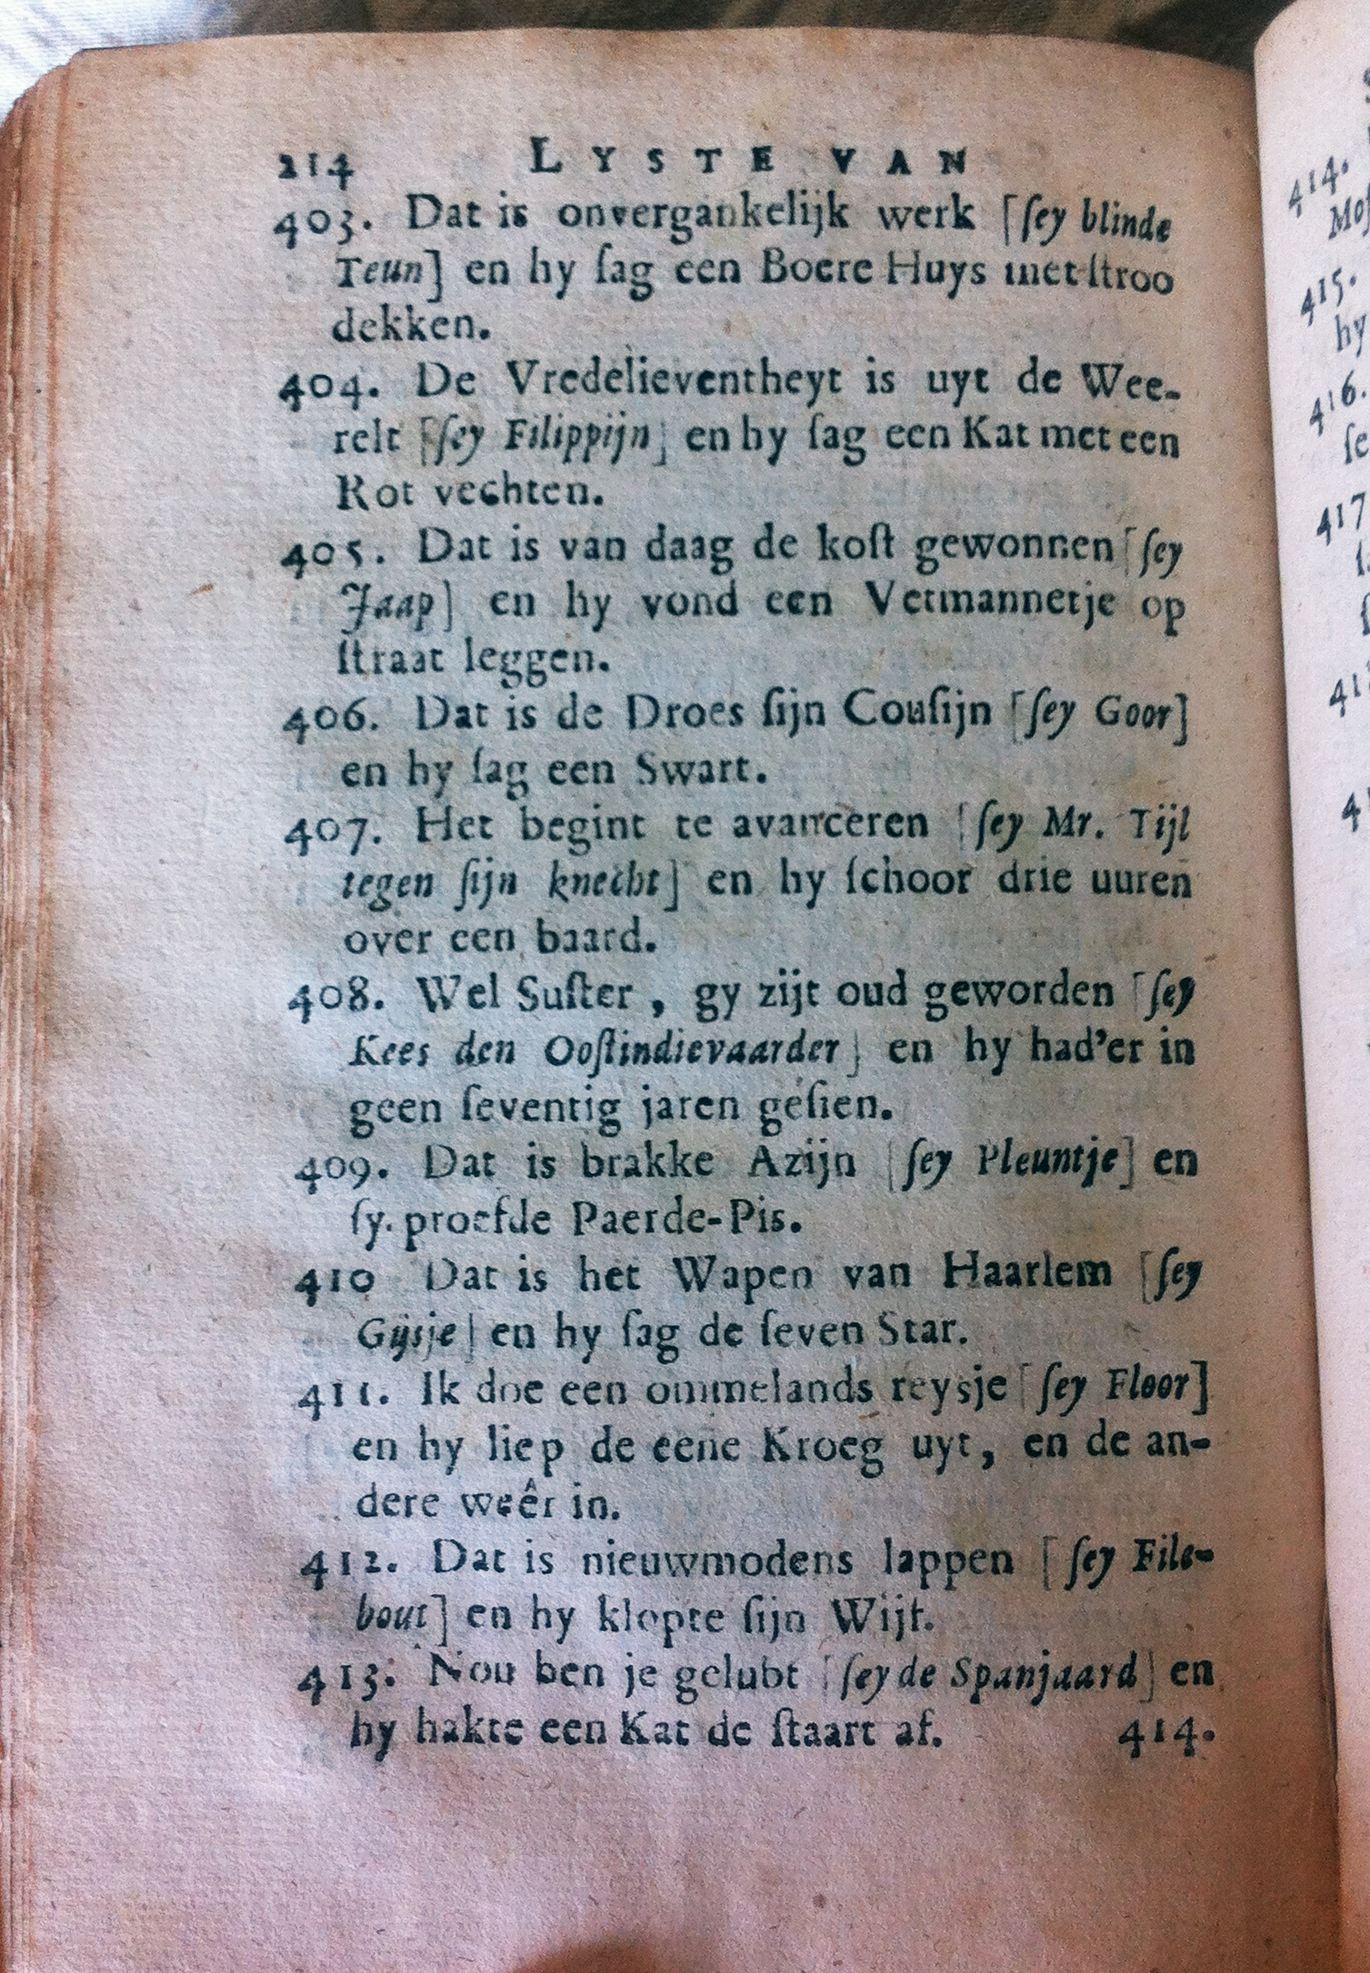 214 LYSTE VAN
403. Dat is onvergankelijk werk [ſey blinde
Teun] en hy ſag een Boere Huys met ſtroo
dekken.
404. De Vredelieventheyt is uyt de Wee-
relt [ſey Filippijn] en hy ſag een Kat met een
Rot vechten.
405. Dat is van daag de koſt gewonnen [ſey
Jaap] en hy vond een Vetmannetje op
ſtraat leggen.
406. Dat is de Droes ſijn Couſijn [ſey Goor]
en hy ſag een Swart.
407. Het begint te avanceren [ſey Mr. Tijl
tegen ſijn knecht] en hy ſchoor drie uuren
over een baard.
408. Wel Suſter, gy zijt oud geworden [ſey
Kees den Ooſtindievaarder] en hy had'er in
geen ſeventig jaren geſien.
409. Dat is brakke Azijn [ſey Pleuntje] en
ſy proefde Paerde-Pis.
410 Dat is het Wapen van Haarlem [ſey
Gijsje] en hy ſag de ſeven Star.
411. Ik doe een ommelands reysje [ſey Floor]
en hy liep de eene Kroeg uyt, en de an-
dere weêr in.
412. Dat is nieuwmodens lappen [ſey File-
bout] en hy klopte ſijn Wijf.
413. Nou ben je gelubt [ſey de Spanjaard] en
hy hakte een Kat de ſtaart af. 414.
414.
415.
hy
416.
ſe
417